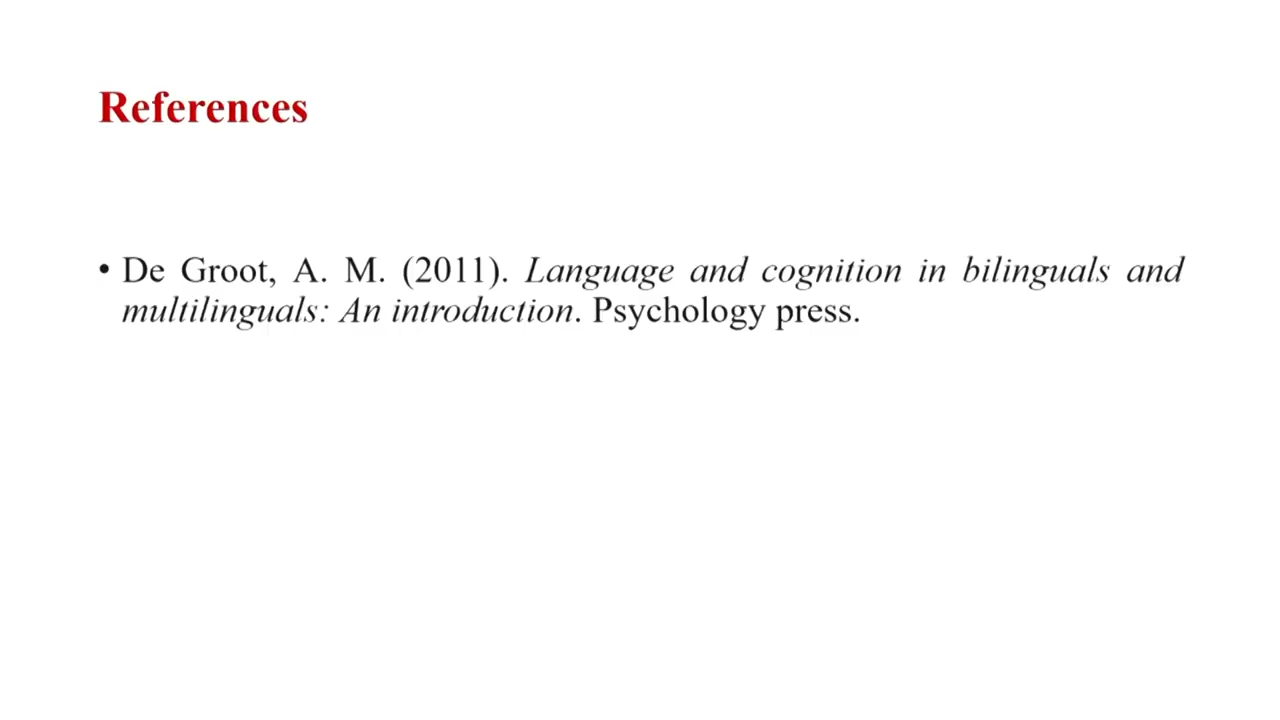 References
• De Groot, A. M. (2011). Language and cognition in bilinguals and
multilinguals: An introduction. Psychology press.